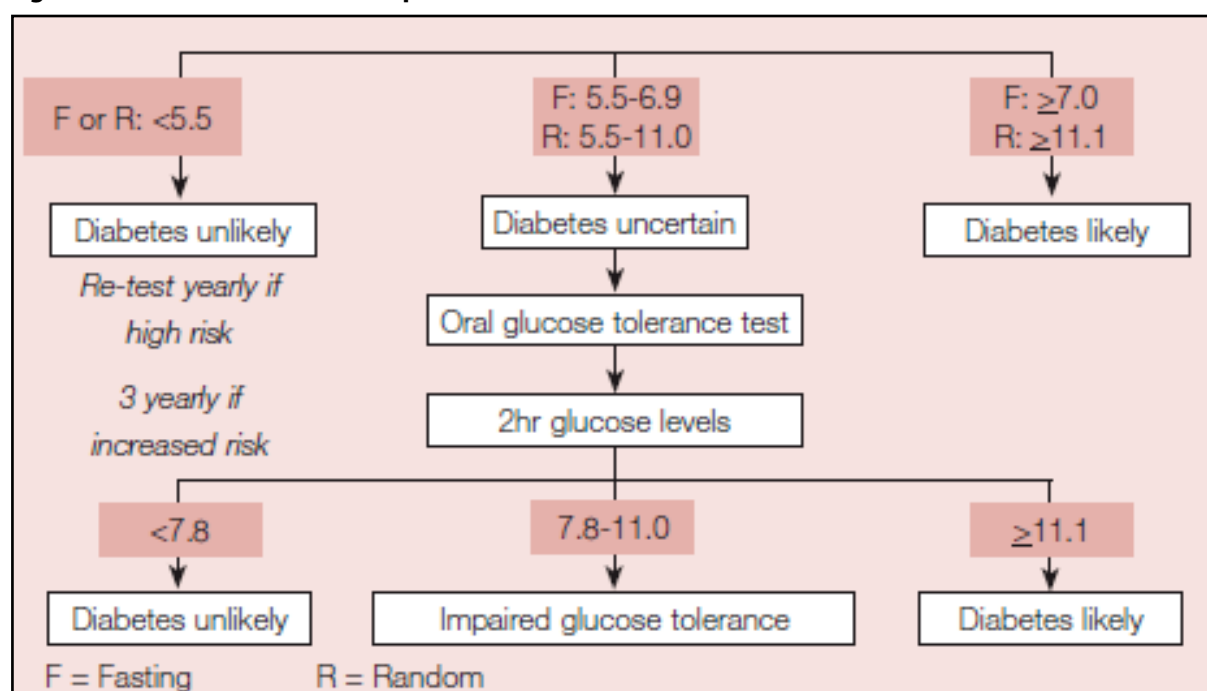 F or R: <5.5
F: 5.5-6.9
R: 5.5-11.0
F: ≥7.0
R: ≥11.1
Diabetes unlikely
Diabetes uncertain
Diabetes likely
Re-test yearly if
high risk
Oral glucose tolerance test
3 yearly if
increased risk
2hr glucose levels
<7.8
7.8-11.0
≥11.1
Diabetes unlikely
Impaired glucose tolerance
Diabetes likely
F = Fasting
R = Random